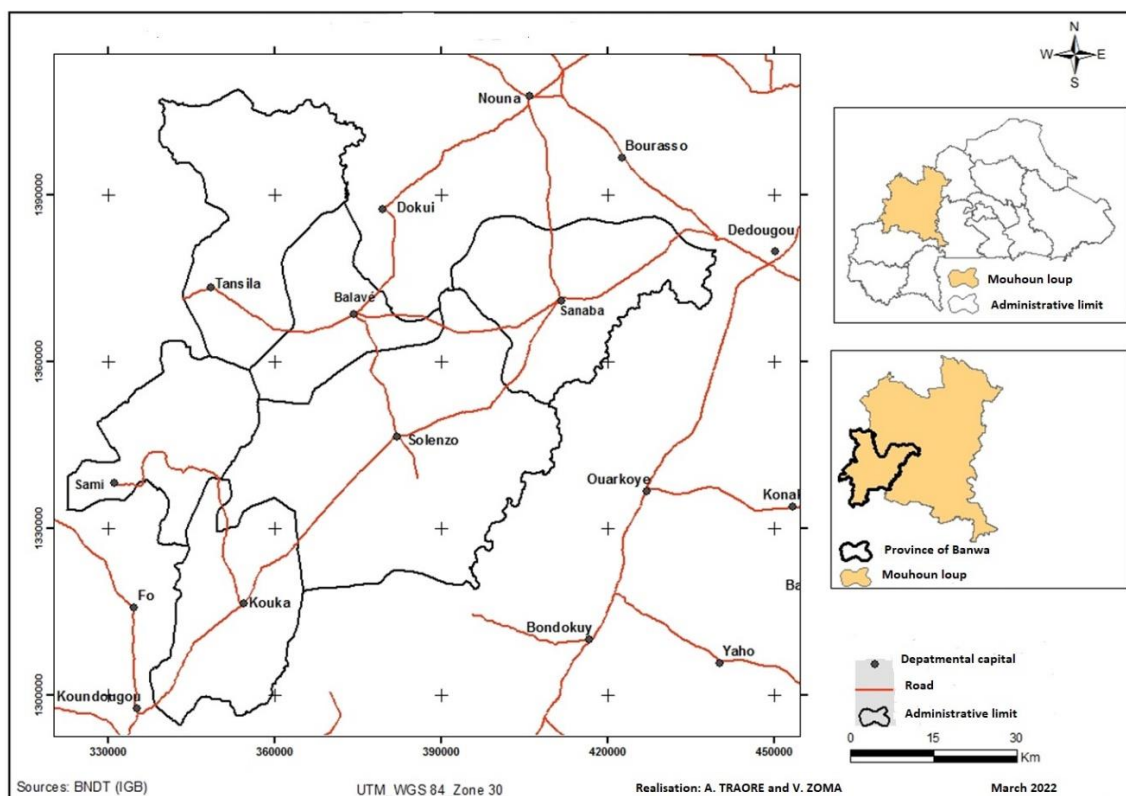 N
W E
S
Nouna
Bourasso
Dokui
Dedougou
Tansila
Balavé
Sanaba
Solenzo
Sami
Ouarkoye
Konal
Fo
Kouka
Ba
Bondokuy
Yaho
Koundougou
1390000
1360000
1330000
1300000
330000 360000 390000 420000 450000
Mouhoun loup
Administrative limit
Province of Banwa
Mouhoun loup
Depatmental capital
Road
Administrative limit
0 15 30
Km
Sources: BNDT (IGB) UTM WGS 84 Zone 30 Realisation: A. TRAORE and V. ZOMA March 2022